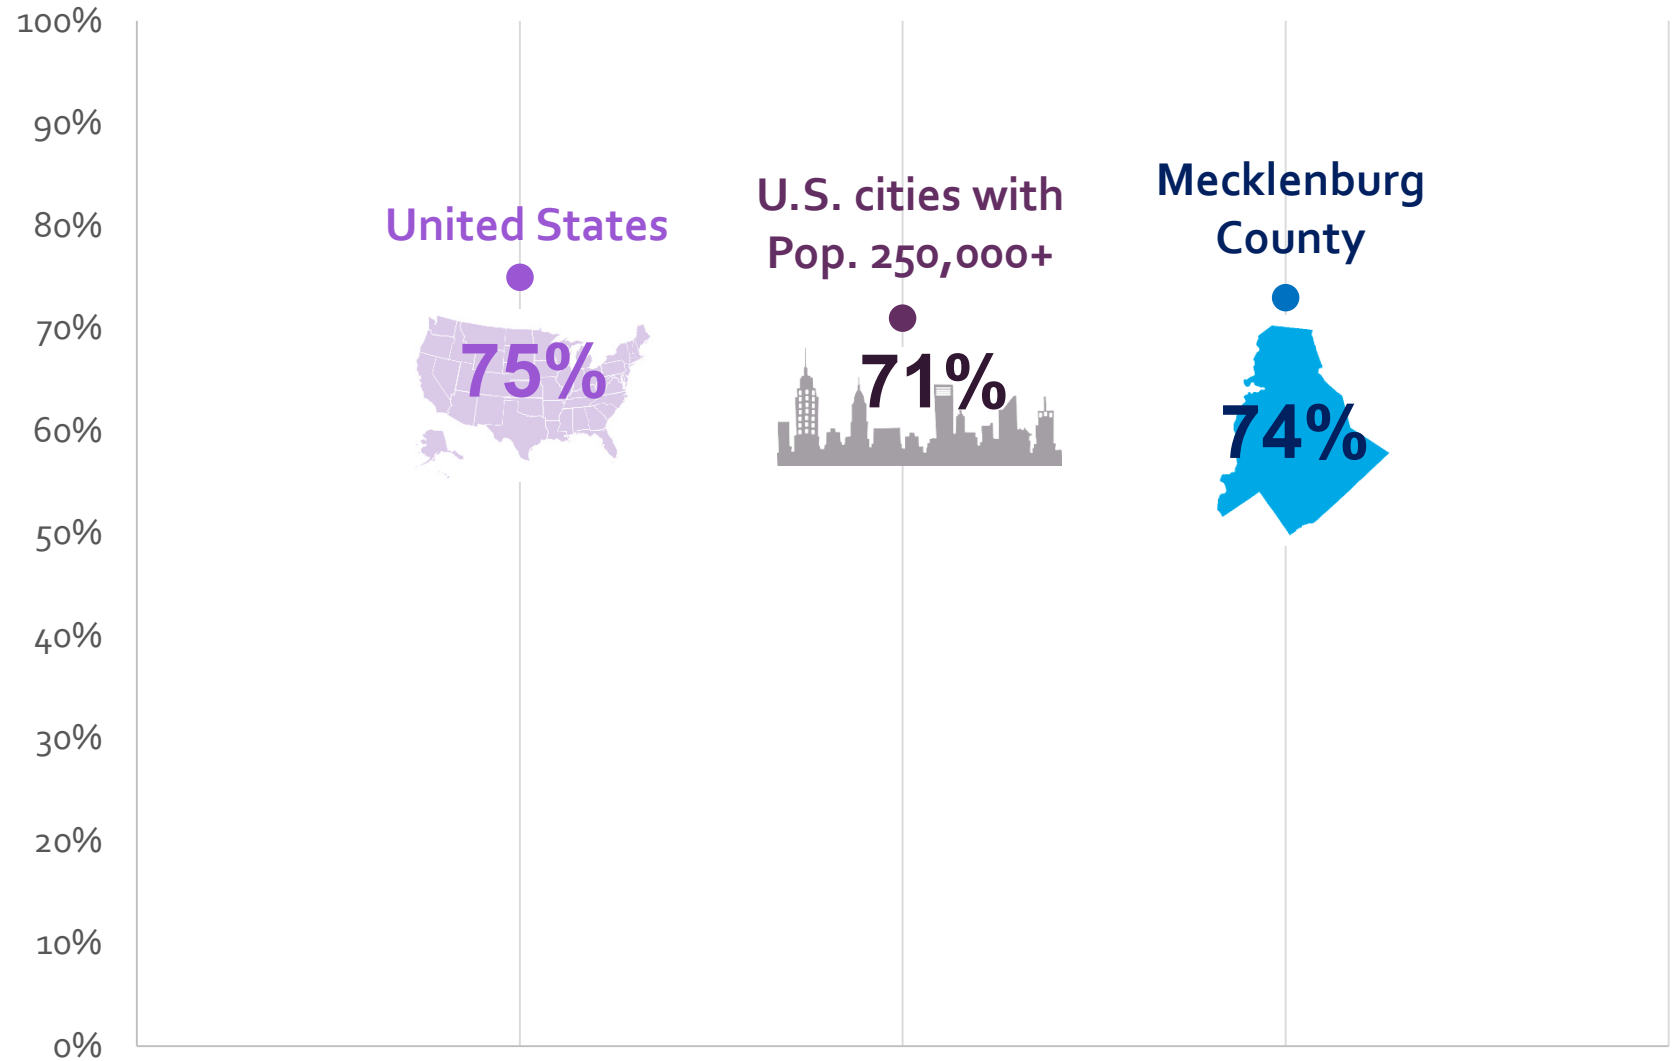 100%
90%
80%
70%
60%
50%
40%
30%
20%
10%
0%
United States
75%
U.S. cities with
Pop. 250,000+
71%
Mecklenburg
County
74%